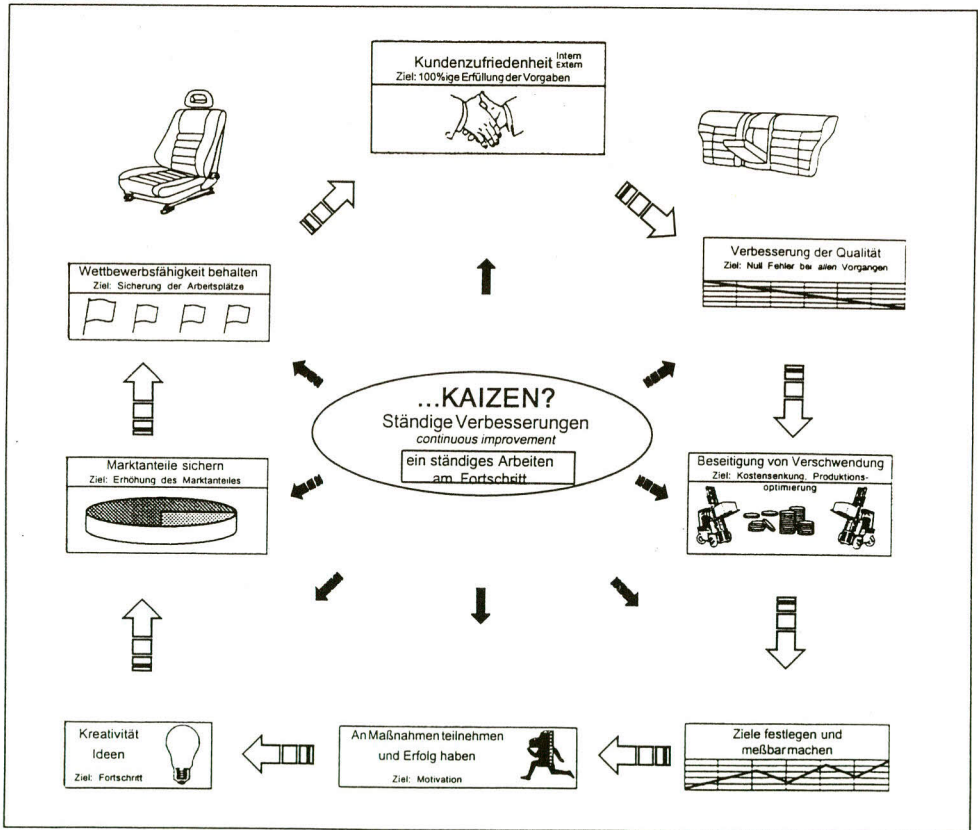 Kundenzufriedenheit Intern
Extern
Ziel: 100%ige Erfüllung der Vorgaben
Verbesserung der Qualität
Ziel: Null Fehler bei allen Vorgangen
Beseitigung von Verschwendung
Ziel: Kostensenkung, Produktions-
optimierung
Ziele festlegen und
meßbar machen
An Maßnahmen teilnehmen
und Erfolg haben
Ziel: Motivation
Kreativität
Ideen
Ziel: Fortschritt
Marktanteile sichern
Ziel: Erhöhung des Marktanteiles
Wettbewerbsfähigkeit behalten
Ziel: Sicherung der Arbeitsplätze
...KAIZEN?
Ständige Verbesserungen
continuous improvement
ein ständiges Arbeiten
am Fortschritt